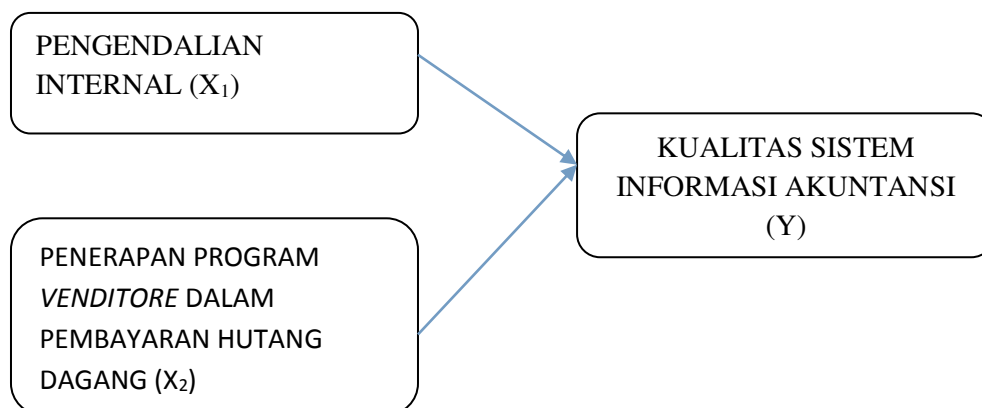 PENGENDALIAN
INTERNAL (X₁)
PENERAPAN PROGRAM
VENDITORE DALAM
PEMBAYARAN HUTANG
DAGANG (X₂)
KUALITAS SISTEM
INFORMASI AKUNTANSI
(Y)